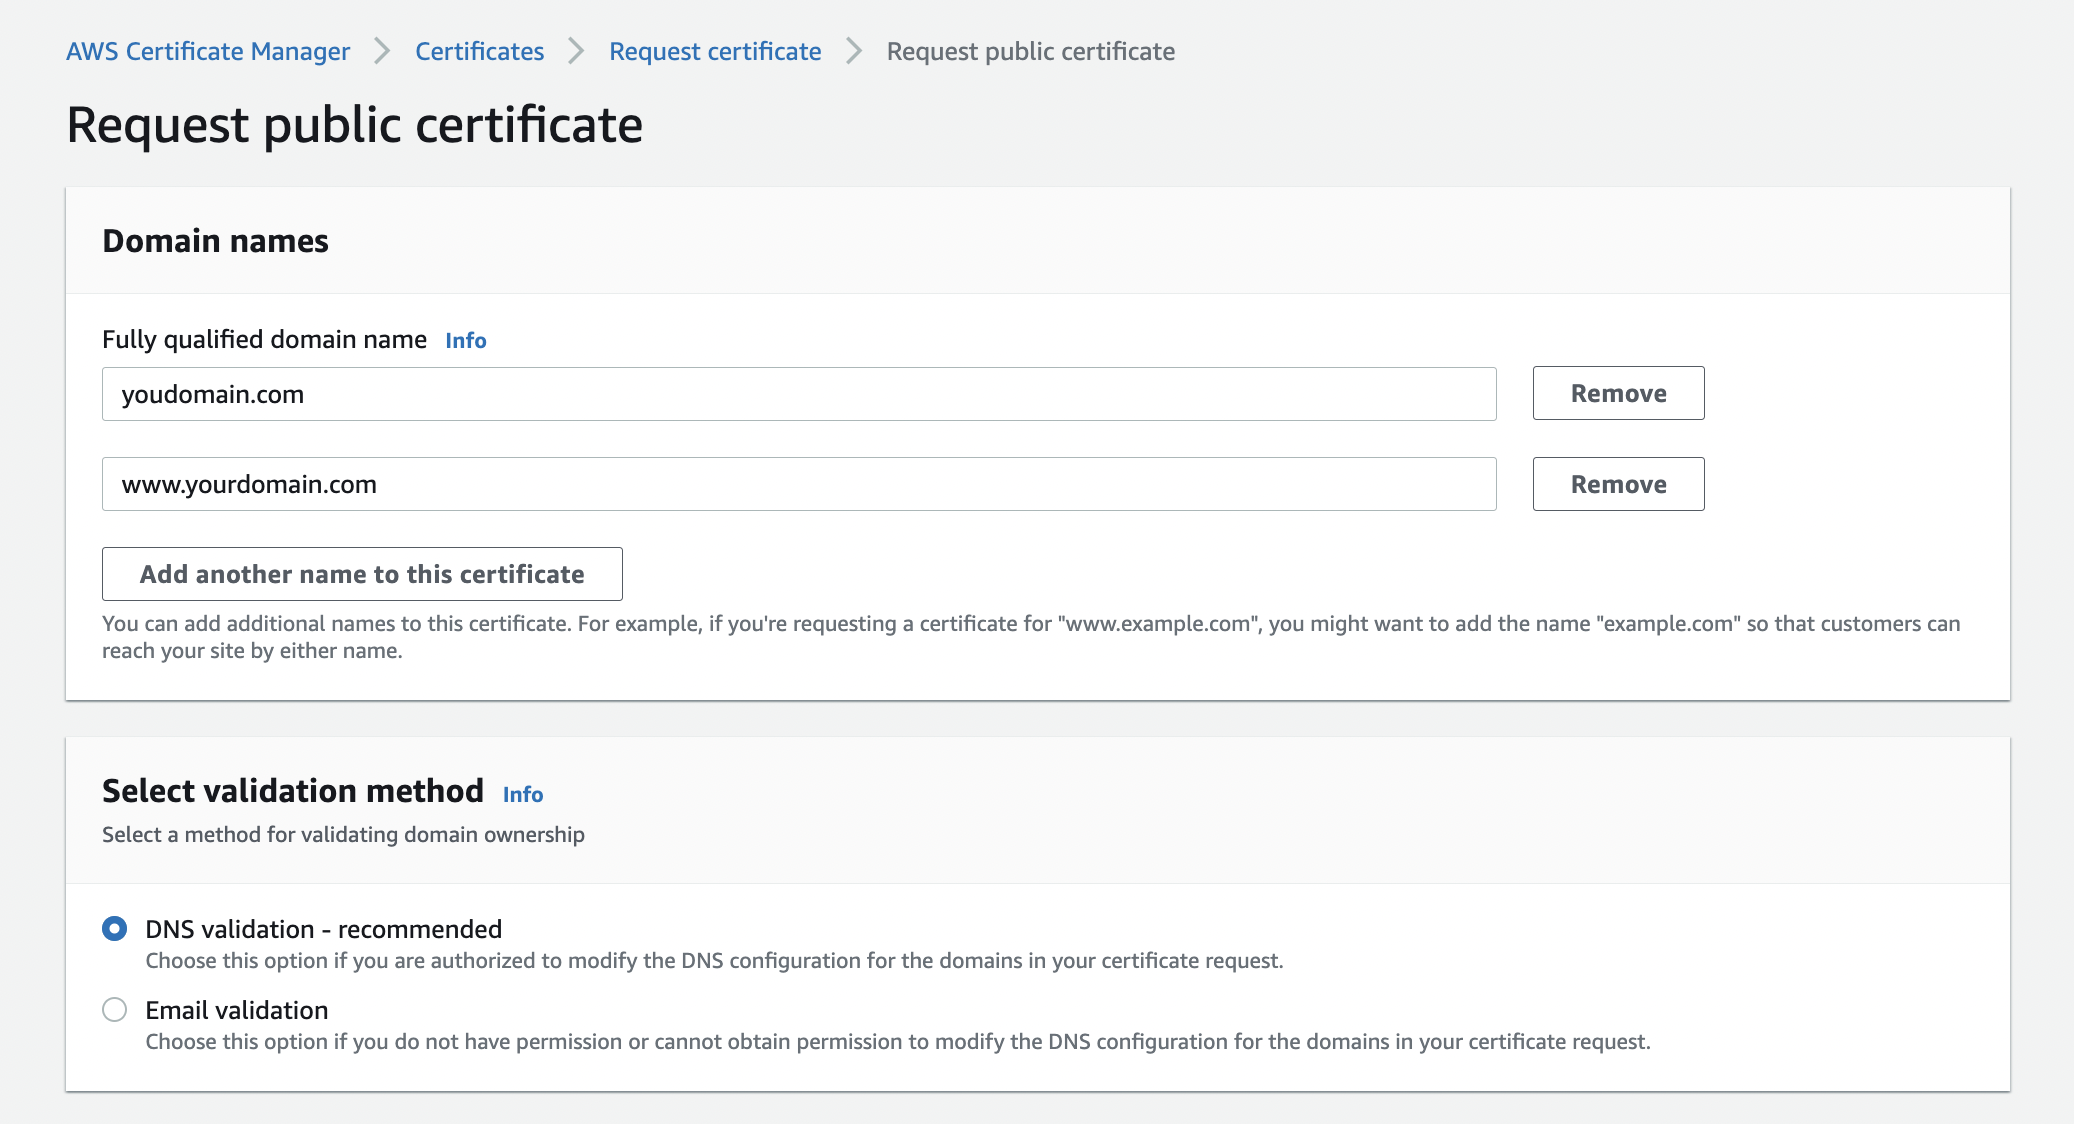 AWS Certificate Manager > Certificates > Request certificate > Request public certificate
Request public certificate
Domain names
Fully qualified domain name Info
youdomain.com Remove
www.yourdomain.com Remove
Add another name to this certificate
You can add additional names to this certificate. For example, if you're requesting a certificate for "www.example.com", you might want to add the name "example.com" so that customers can
reach your site by either name.
Select validation method Info
Select a method for validating domain ownership
DNS validation - recommended
Choose this option if you are authorized to modify the DNS configuration for the domains in your certificate request.
Email validation
Choose this option if you do not have permission or cannot obtain permission to modify the DNS configuration for the domains in your certificate request.